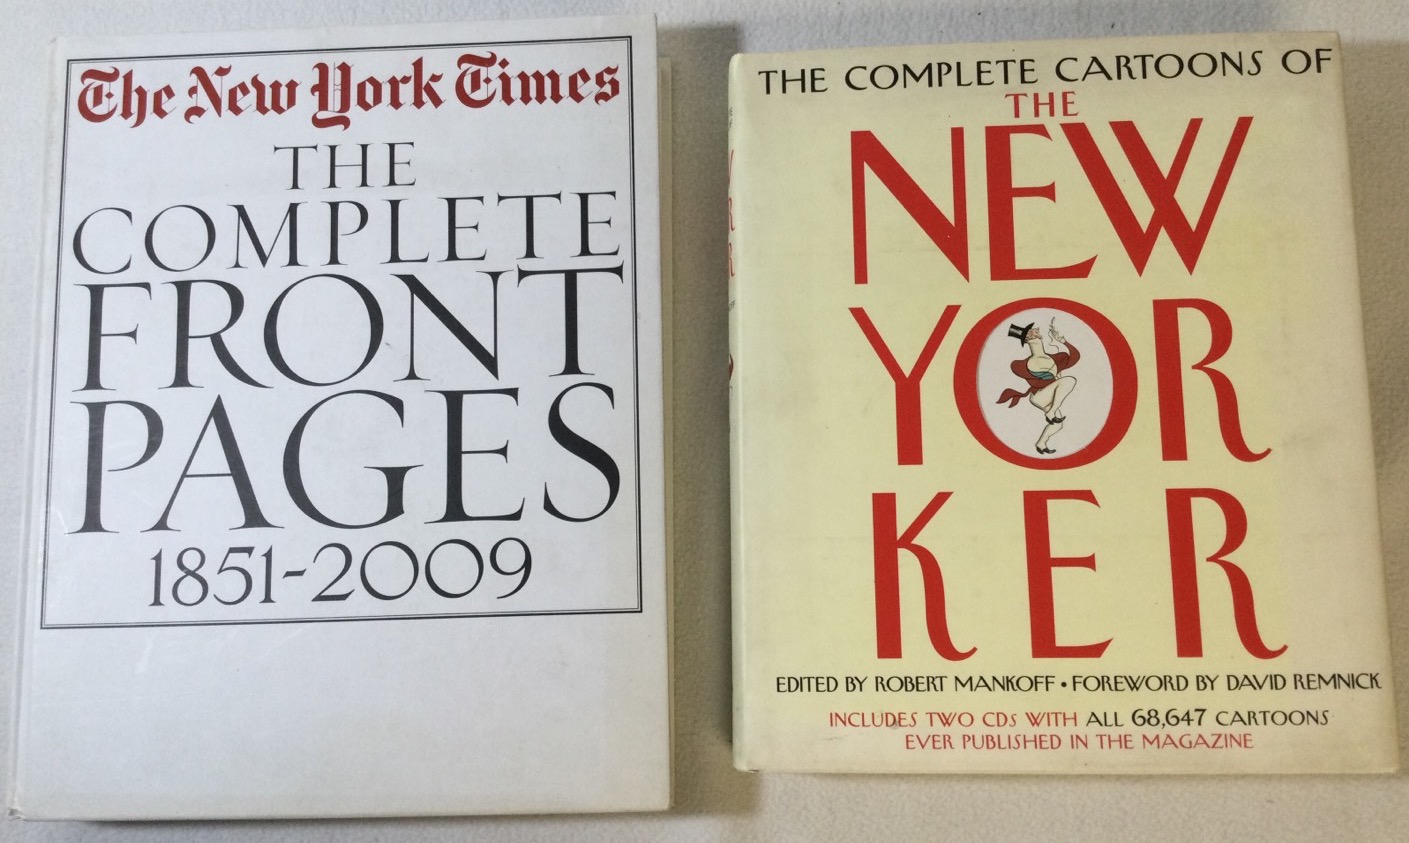 The New York Times
THE
COMPLETE
FRONT
PAGES
1851-2009
THE COMPLETE CARTOONS OF
THE
NEW
YOR
KER
EDITED BY ROBERT MANKOFF • FOREWORD BY DAVID REMNICK
INCLUDES TWO CDs WITH ALL 68,647 CARTOONS
EVER PUBLISHED IN THE MAGAZINE